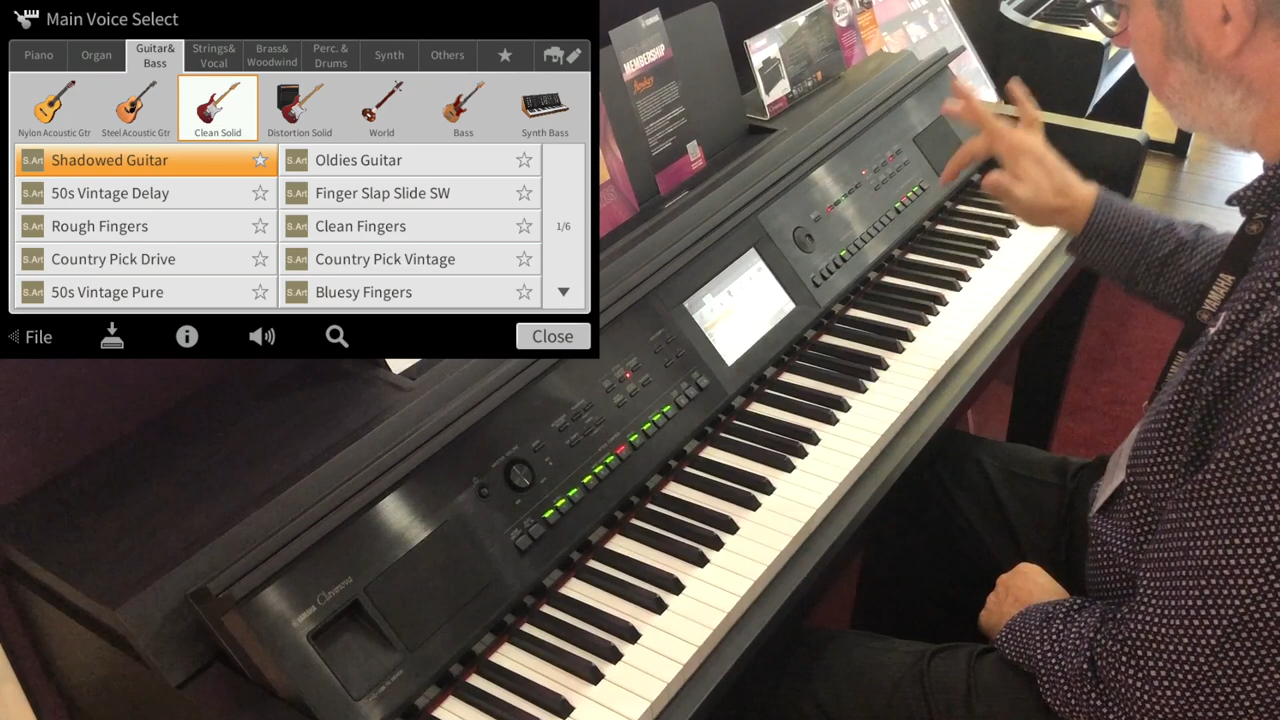 Main Voice Select
Piano
Organ
Guitar&
Bass
Strings&
Vocal
Brass&
Woodwind
Perc. &
Drums
Synth
Others
Nylon Acoustic Gtr
Steel Acoustic Gtr
Clean Solid
Distortion Solid
World
Bass
Synth Bass
S.Art Shadowed Guitar
S.Art Oldies Guitar
S.Art 50s Vintage Delay
S.Art Finger Slap Slide SW
S.Art Rough Fingers
S.Art Clean Fingers
1/6
S.Art Country Pick Drive
S.Art Country Pick Vintage
S.Art 50s Vintage Pure
S.Art Bluesy Fingers
File
Close
MEMBERSHIP
YAMAHA
YAMAHA Clavinova